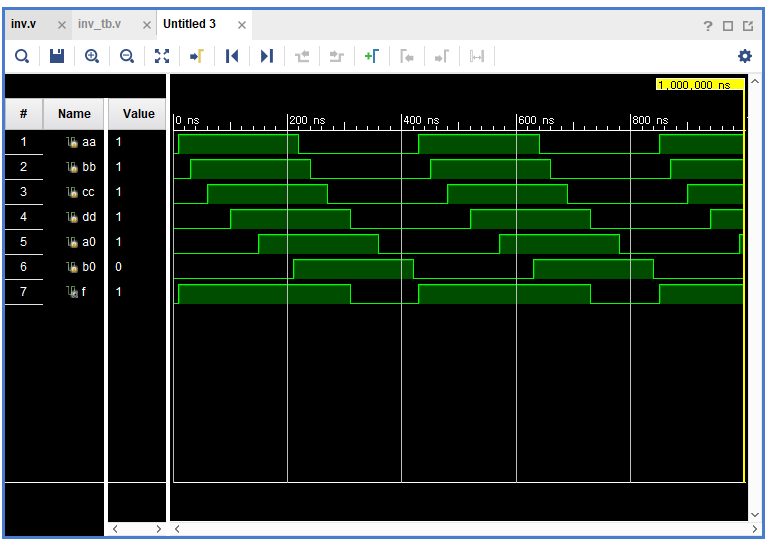 inv.v × inv_tb.v × Untitled 3 ×
? 
1,000,000 ns
# Name Value
0 ns 200 ns 400 ns 600 ns 800 ns
1 aa 1
2 bb 1
3 cc 1
4 dd 1
5 a0 1
6 b0 0
7 f 1